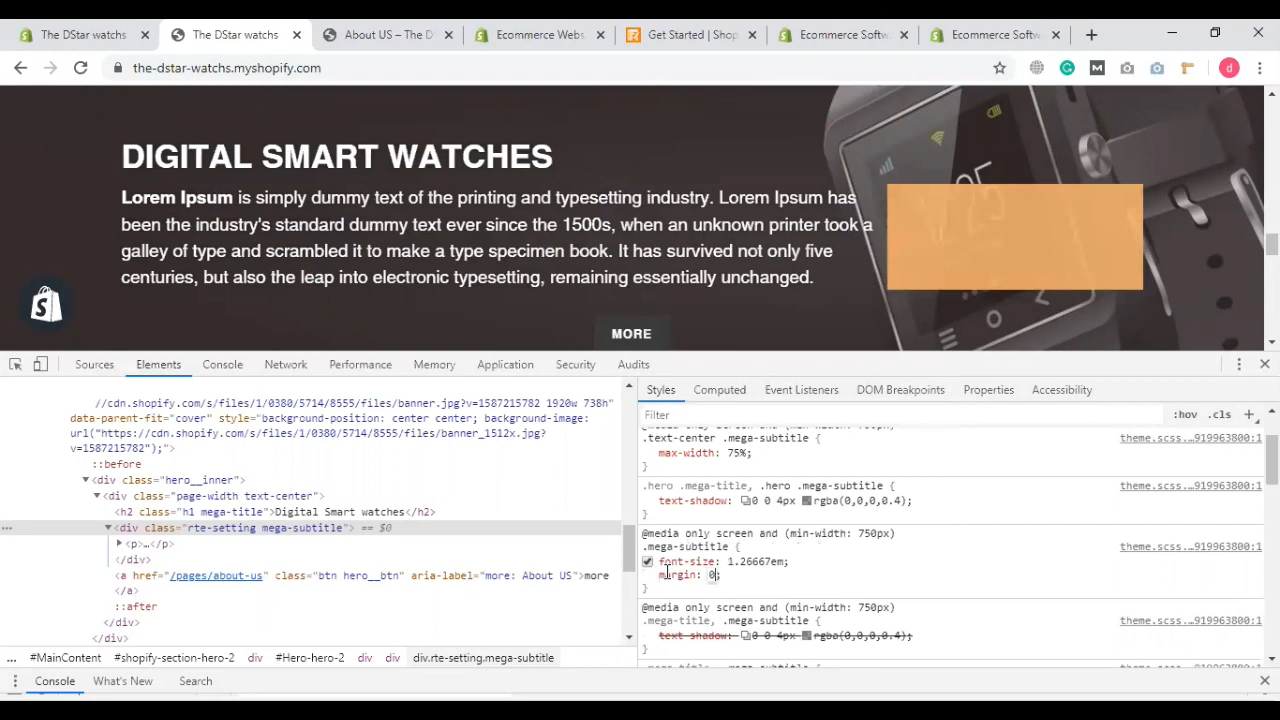 The DStar watchs
The DStar watchs
About US – The D
Ecommerce Webs
Get Started | Shop
Ecommerce Softw
Ecommerce Softw
the-dstar-watchs.myshopify.com
M
d
DIGITAL SMART WATCHES
Lorem Ipsum is simply dummy text of the printing and typesetting industry. Lorem Ipsum has
been the industry's standard dummy text ever since the 1500s, when an unknown printer took a
galley of type and scrambled it to make a type specimen book. It has survived not only five
centuries, but also the leap into electronic typesetting, remaining essentially unchanged.
MORE
Sources Elements Console Network Performance Memory Application Security Audits
//cdn.shopify.com/s/files/1/0380/5714/8555/files/banner.jpg?v=1587215782 1920w 738h"
data-parent-fit="cover" style="background-position: center center; background-image:
url("https://cdn.shopify.com/s/files/1/0380/5714/8555/files/banner_1512x.jpg?
v=1587215782");">
::before
<div class="hero__inner">
<div class="page-width text-center">
<h2 class="h1 mega-title">Digital Smart watches</h2>
<div class="rte-setting mega-subtitle"> == $0
<p>…</p>
</div>
<a href="/pages/about-us" class="btn hero__btn" aria-label="more: About US">more
</a>
::after
</div>
</div>
... #MainContent #shopify-section-hero-2 div #Hero-hero-2 div div div.rte-setting.mega-subtitle
Styles Computed Event Listeners DOM Breakpoints Properties Accessibility
Filter :hov .cls +
.text-center .mega-subtitle { theme.scss.…919963800:1
max-width: 75%;
}
.hero .mega-title, .hero .mega-subtitle { theme.scss.…919963800:1
text-shadow: 0 0 4px rgba(0,0,0,0.4);
}
@media only screen and (min-width: 750px)
.mega-subtitle { theme.scss.…919963800:1
font-size: 1.26667em;
margin: 0;
}
@media only screen and (min-width: 750px)
.mega-title, .mega-subtitle { theme.scss.…919963800:1
text-shadow: 0 0 4px rgba(0,0,0,0.4);
}
Console What's New Search